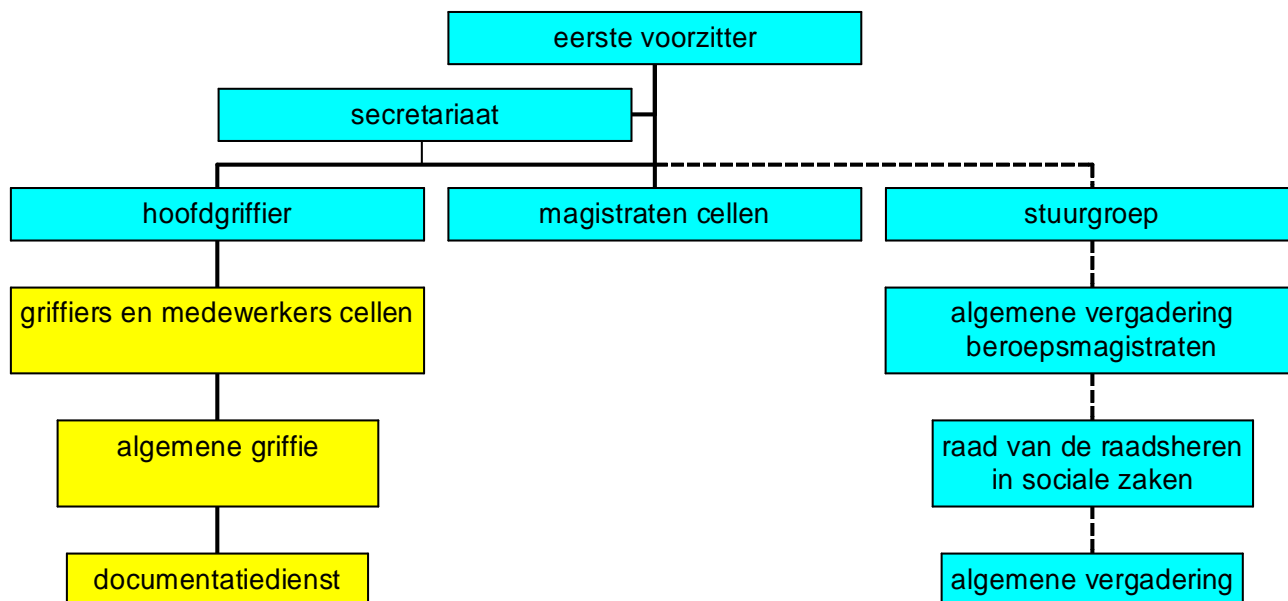 eerste voorzitter
secretariaat
hoofdgriffier
magistraten cellen
stuurgroep
griffiers en medewerkers cellen
algemene vergadering
beroepsmagistraten
algemene griffie
raad van de raadsheren
in sociale zaken
documentatiedienst
algemene vergadering